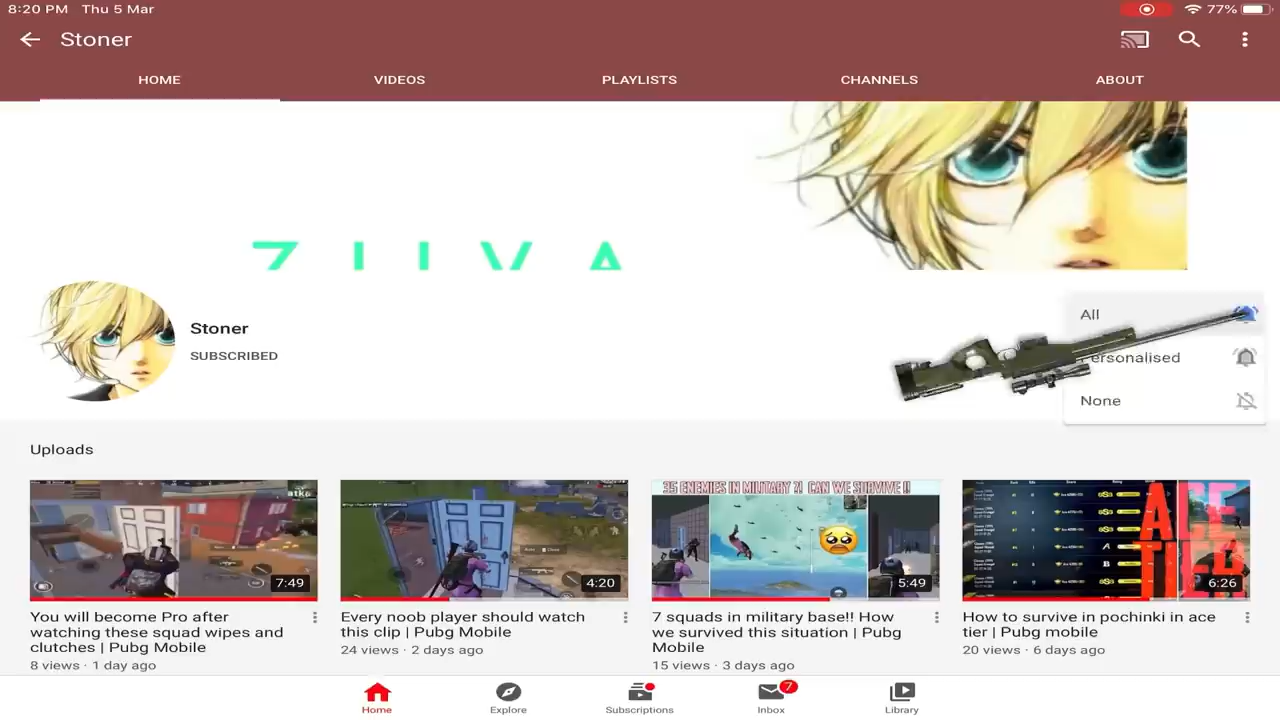 8:20 PM Thu 5 Mar
77%
Stoner
HOME VIDEOS PLAYLISTS CHANNELS ABOUT
Stoner
SUBSCRIBED
All
ersonalised
None
Uploads
35 ENEMIES IN MILITARY ?! CAN WE SURVIVE !!
ACE
TIER
7:49
4:20
5:49
6:26
You will become Pro after
watching these squad wipes and
clutches | Pubg Mobile
8 views · 1 day ago
Every noob player should watch
this clip | Pubg Mobile
24 views · 2 days ago
7 squads in military base!! How
we survived this situation | Pubg
Mobile
15 views · 3 days ago
How to survive in pochinki in ace
tier | Pubg mobile
20 views · 6 days ago
7
Home Explore Subscriptions Inbox Library